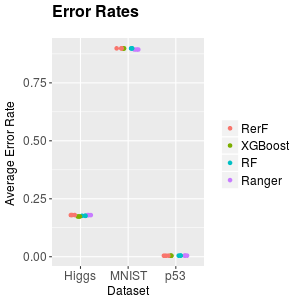 Error Rates
Average Error Rate
0.75
0.50
0.25
0.00
Higgs MNIST p53
Dataset
RerF
XGBoost
RF
Ranger